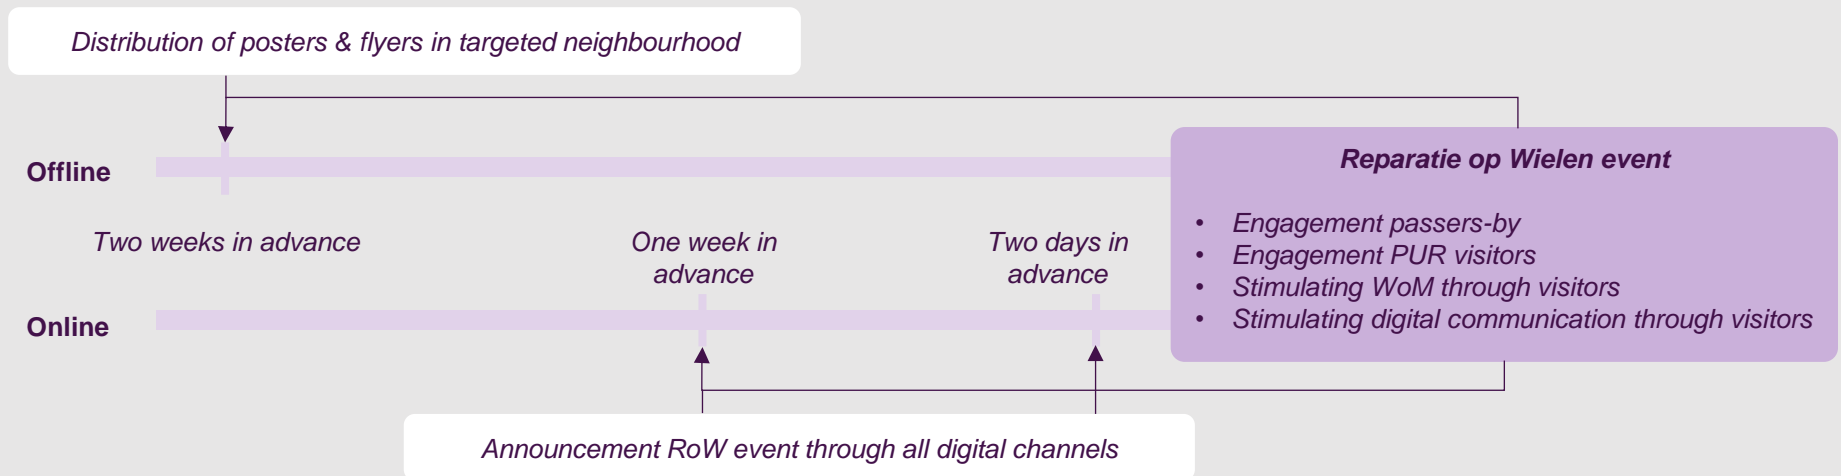 Distribution of posters & flyers in targeted neighbourhood
Offline
Two weeks in advance
One week in
advance
Two days in
advance
Online
Reparatie op Wielen event
• Engagement passers-by
• Engagement PUR visitors
• Stimulating WoM through visitors
• Stimulating digital communication through visitors
Announcement RoW event through all digital channels